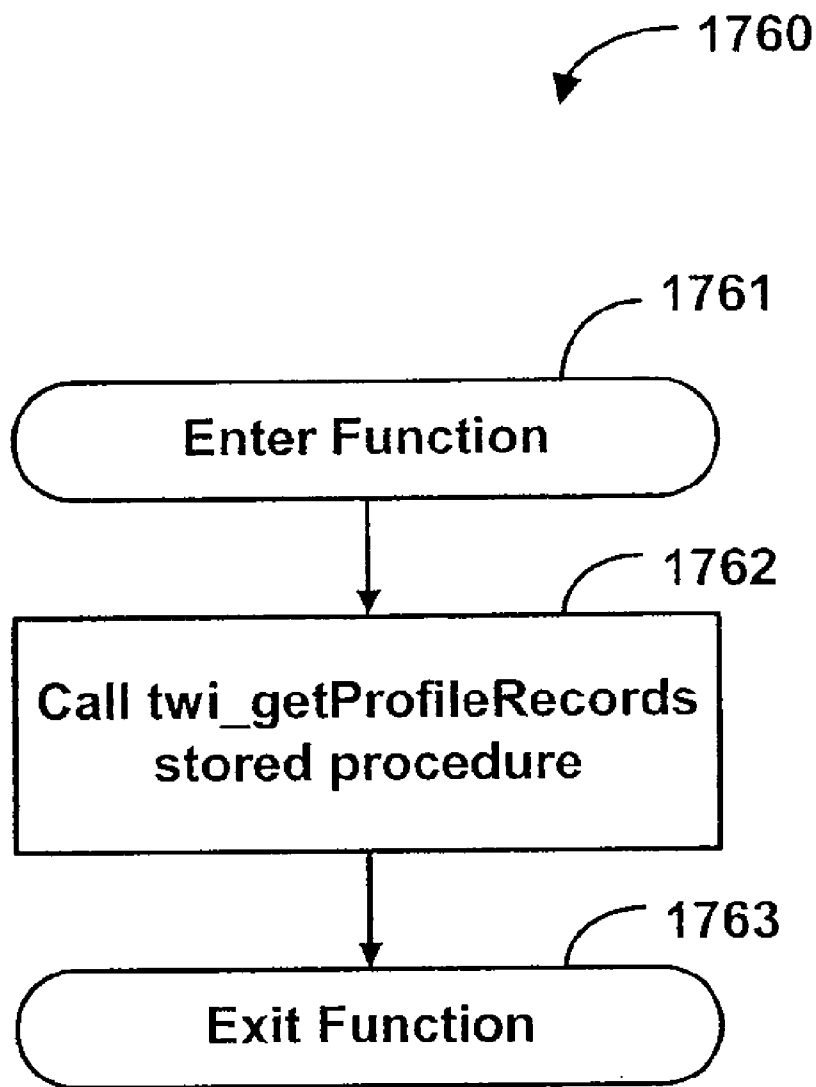 1760
1761
Enter Function
1762
Call twi_getProfileRecords
stored procedure
1763
Exit Function